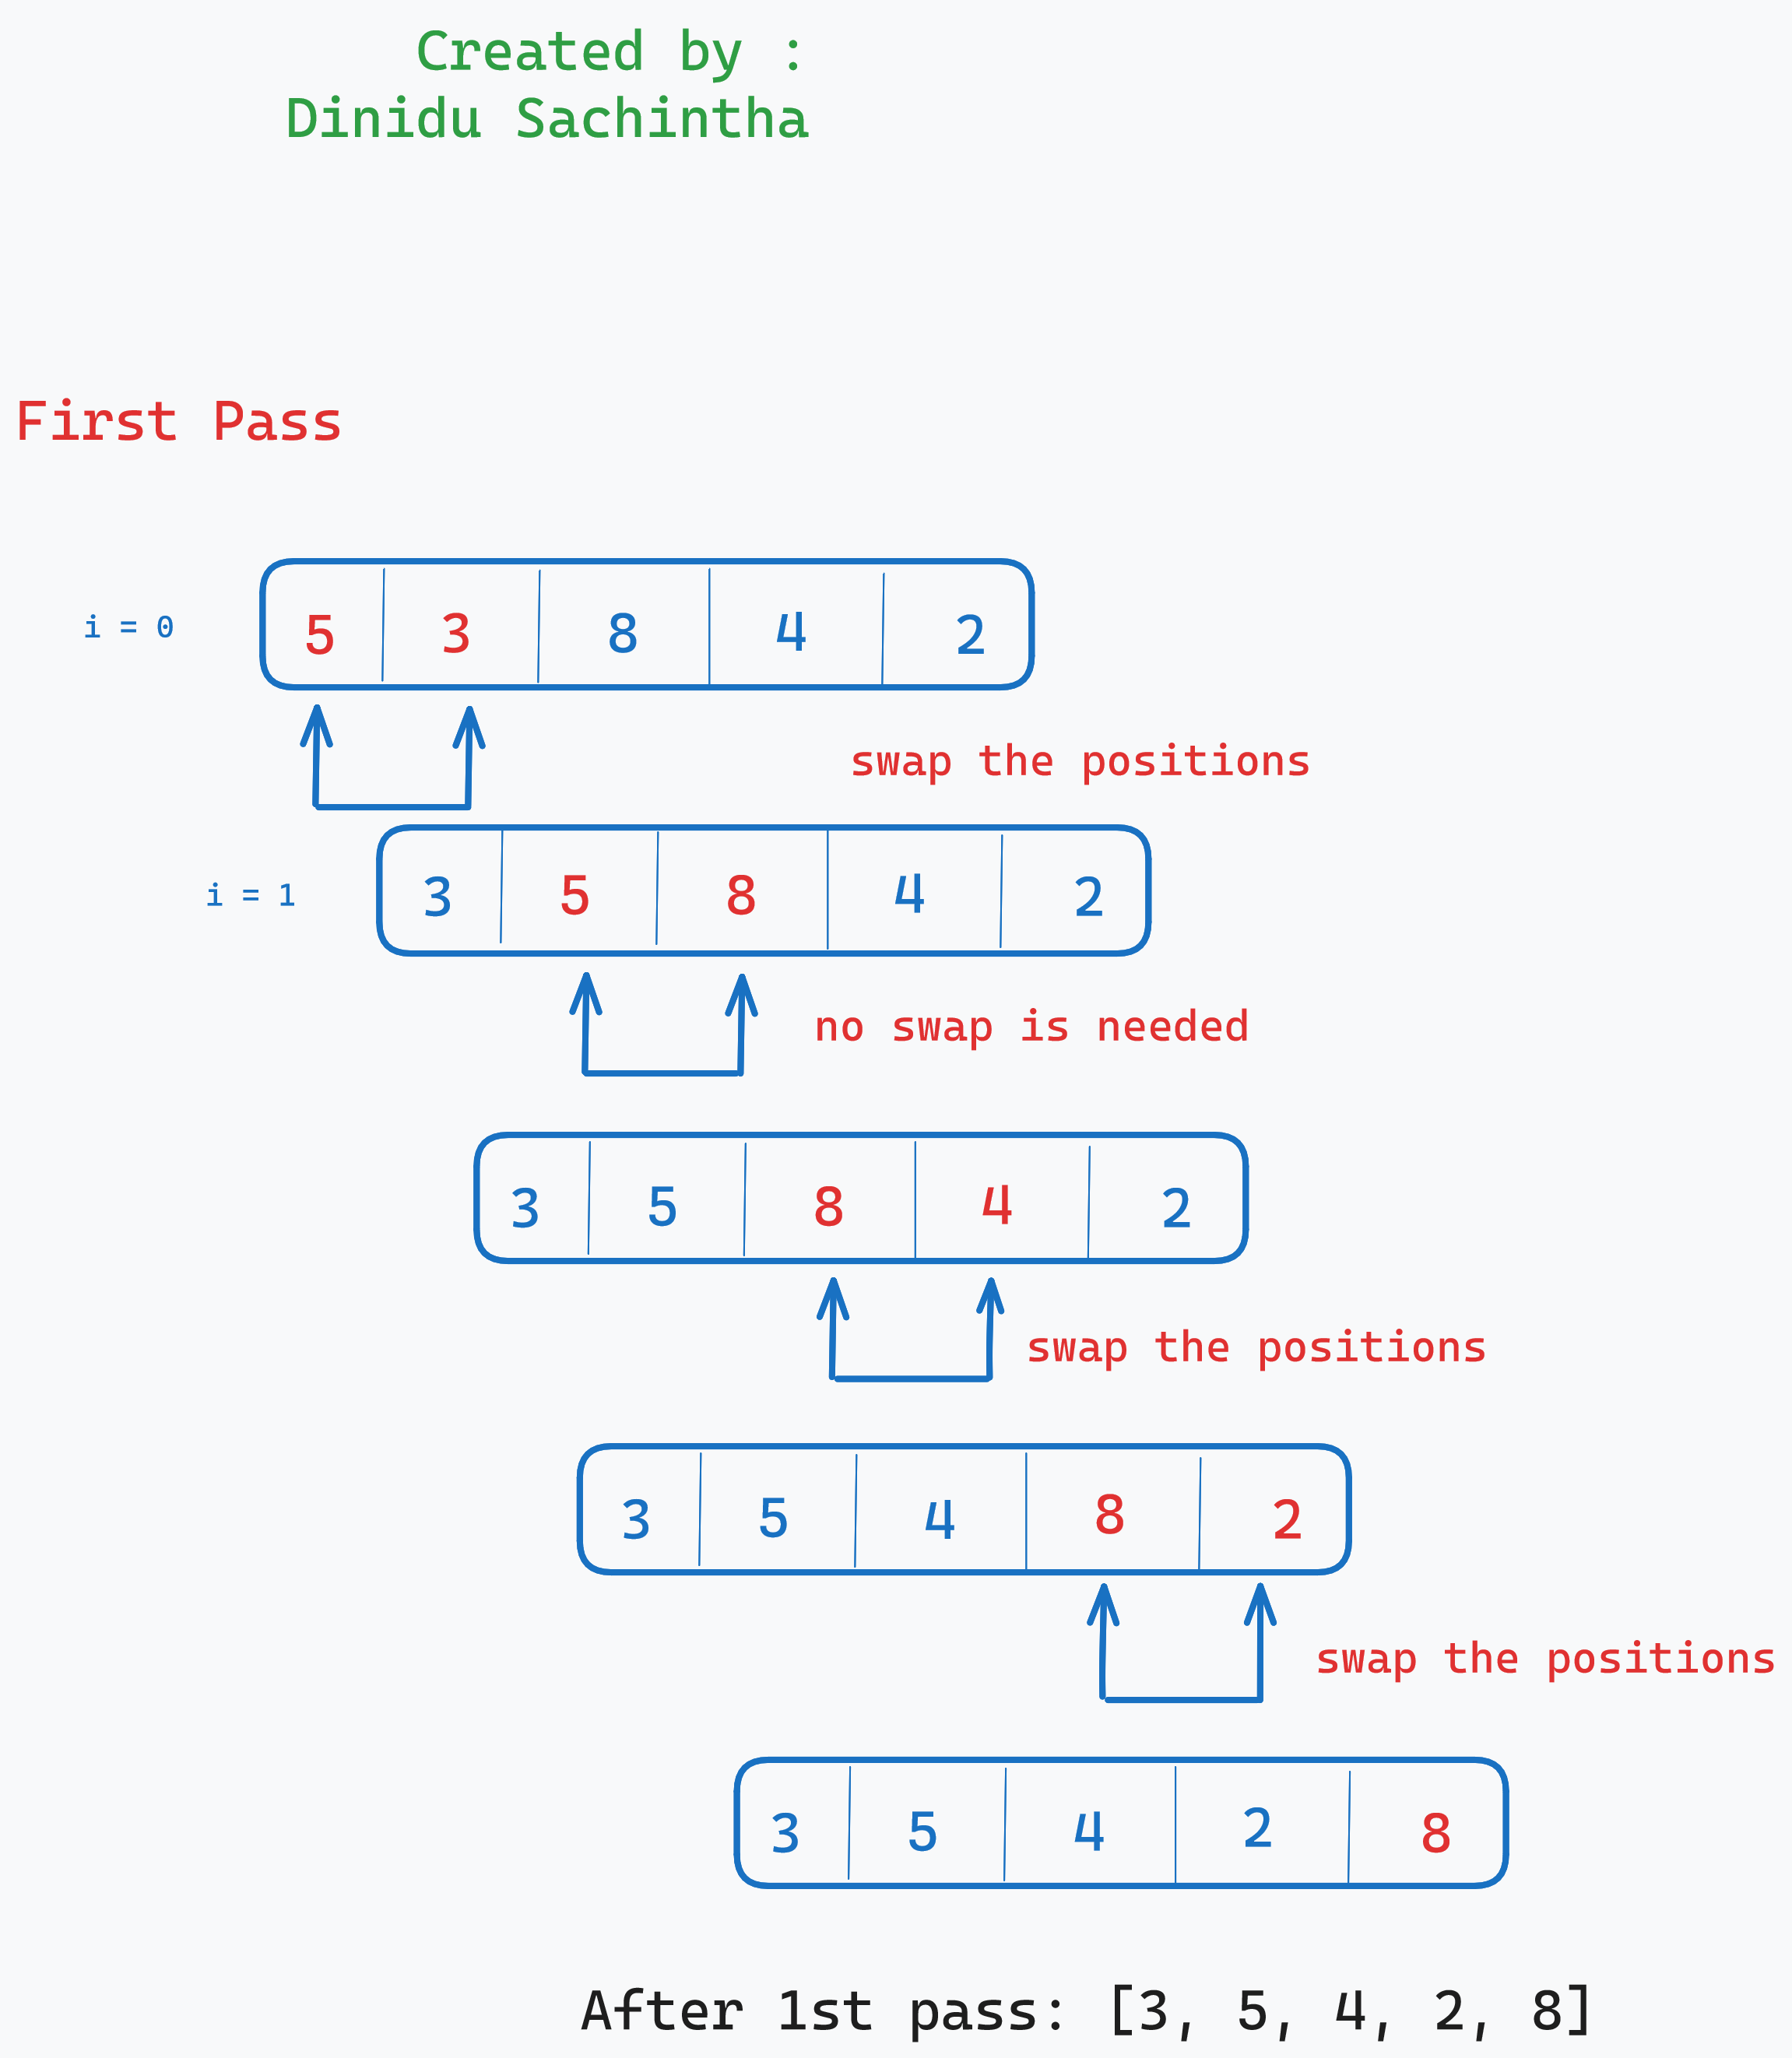 Created by :
Dinidu Sachintha
First Pass
i = 0
5 3 8 4 2
swap the positions
i = 1
3 5 8 4 2
no swap is needed
3 5 8 4 2
swap the positions
3 5 4 8 2
swap the positions
3 5 4 2 8
After 1st pass: [3, 5, 4, 2, 8]